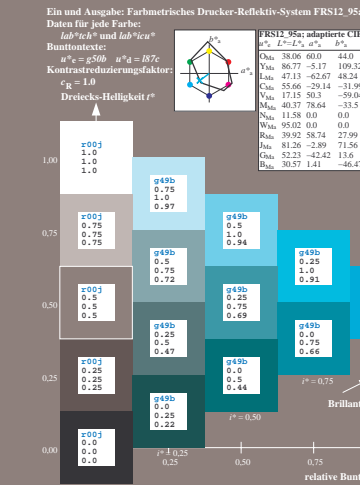 Ein und Ausgabe: Farbmetrisches Drucker-Reflektiv-System FRS12_95a
Daten für jede Farbe:
lab*tch* und lab*icu*
Bunttontexte:
u*e = g50b u*d = l87c
Kontrastreduzierungsfaktor:
cR = 1.0
Dreiecks-Helligkeit t*
b*a
a*a
FRS12_95a; adaptierte CIE
u*e L*=L*a a*a b*a
OMa 38.06 60.0 44.0
YMa 86.77 -5.17 109.32
LMa 47.13 -62.67 48.24
CMa 55.66 -29.14 -31.99
VMa 17.15 50.3 -59.04
MMa 40.37 78.64 -33.5
NMa 11.58 0.0 0.0
WMa 95.02 0.0 0.0
RMa 39.92 58.74 27.99
JMa 81.26 -2.89 71.56
GMa 52.23 -42.42 13.6
BMa 30.57 1.41 -46.47
r00j
1.0
1.0
1.0
1,00
g49b
0.75
1.0
0.97
r00j
0.75
0.75
0.75
g49b
0.5
1.0
0.94
0,75
g49b
0.5
0.75
0.72
g49b
0.25
1.0
0.91
r00j
0.5
0.5
0.5
g49b
0.25
0.75
0.69
0,50
g49b
0.25
0.5
0.47
g49b
0.0
0.75
0.66
r00j
0.25
0.25
0.25
g49b
0.0
0.5
0.44
0,25
i* = 0,75
g49b
0.0
0.25
0.22
Brillant
i* = 0,50
r00j
0.0
0.0
0.0
0,00
i* = 0,25
0,25
0,50
0,75
relative Bunt